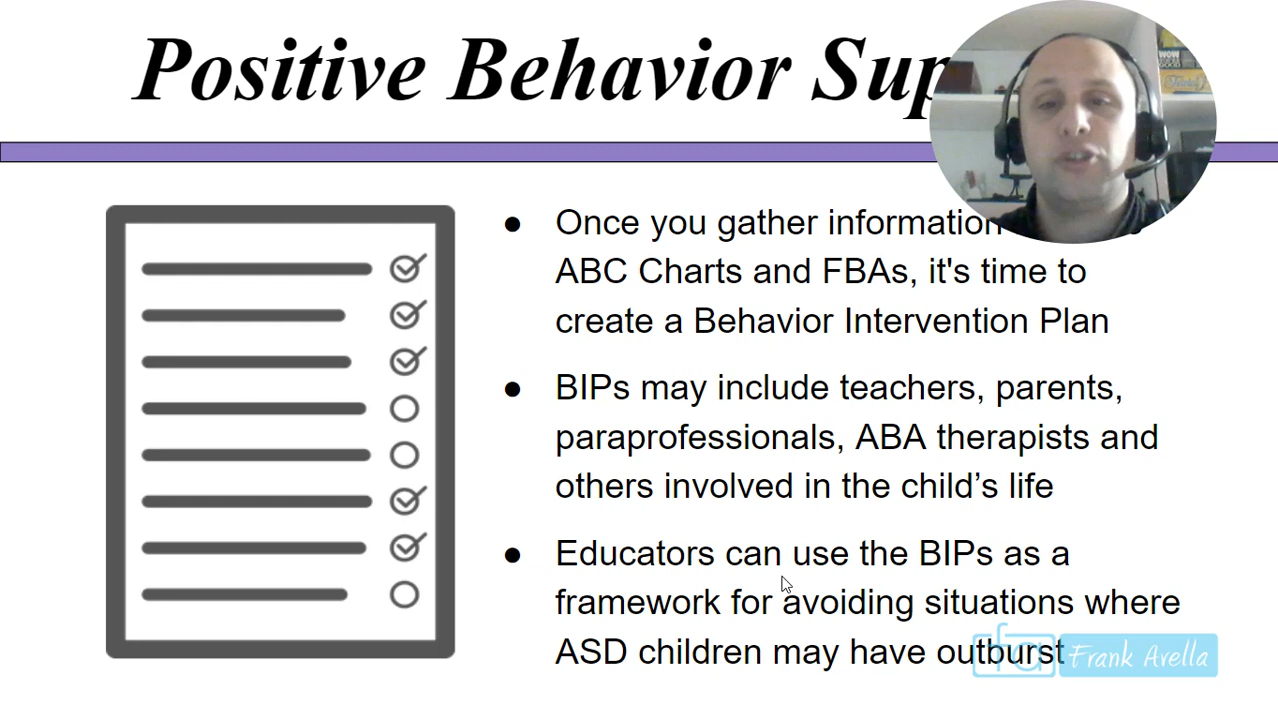 Positive Behavior Sup
Once you gather information
ABC Charts and FBAs, it's time to
create a Behavior Intervention Plan
BIPs may include teachers, parents,
paraprofessionals, ABA therapists and
others involved in the child’s life
Educators can use the BIPs as a
framework for avoiding situations where
ASD children may have outburst
fa Frank Avella